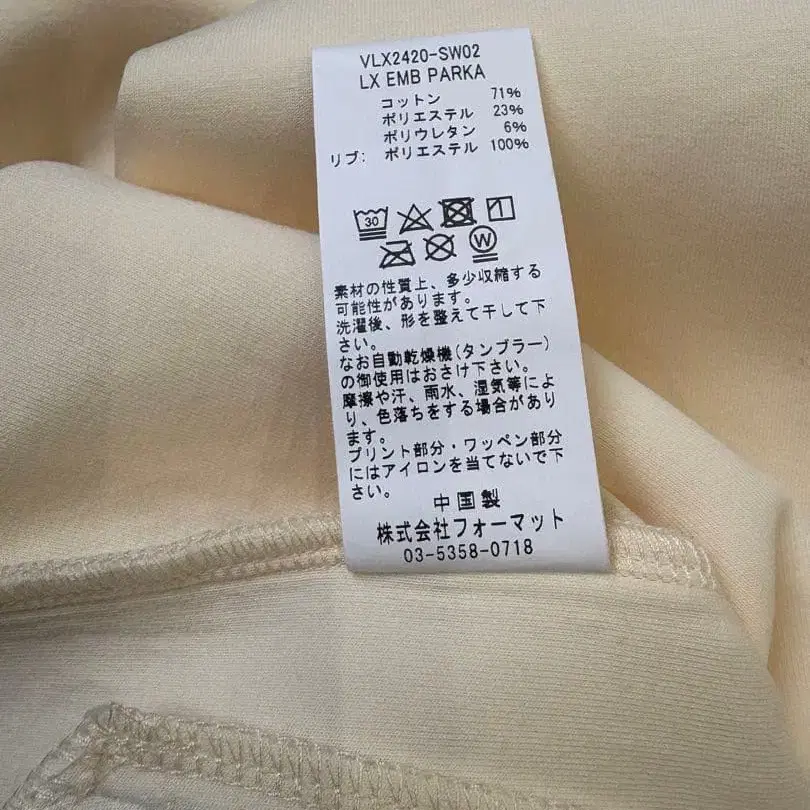 VLX2420-SW02
LX EMB PARKA
コットン 71%
ポリエステル 23%
ポリウレタン 6%
リブ: ポリエステル 100%
30
W
素材の性質上、多少収縮する
可能性があります。
洗濯後、形を整えて干して下
さい。
なお自動乾燥機(タンブラー)
の御使用はおさけ下さい。
摩擦や汗、雨水、湿気等によ
り、色落ちをする場合があり
ます。
プリント部分・ワッペン部分
にはアイロンを当てないで下
さい。
中国製
株式会社フォーマット
03-5358-0718